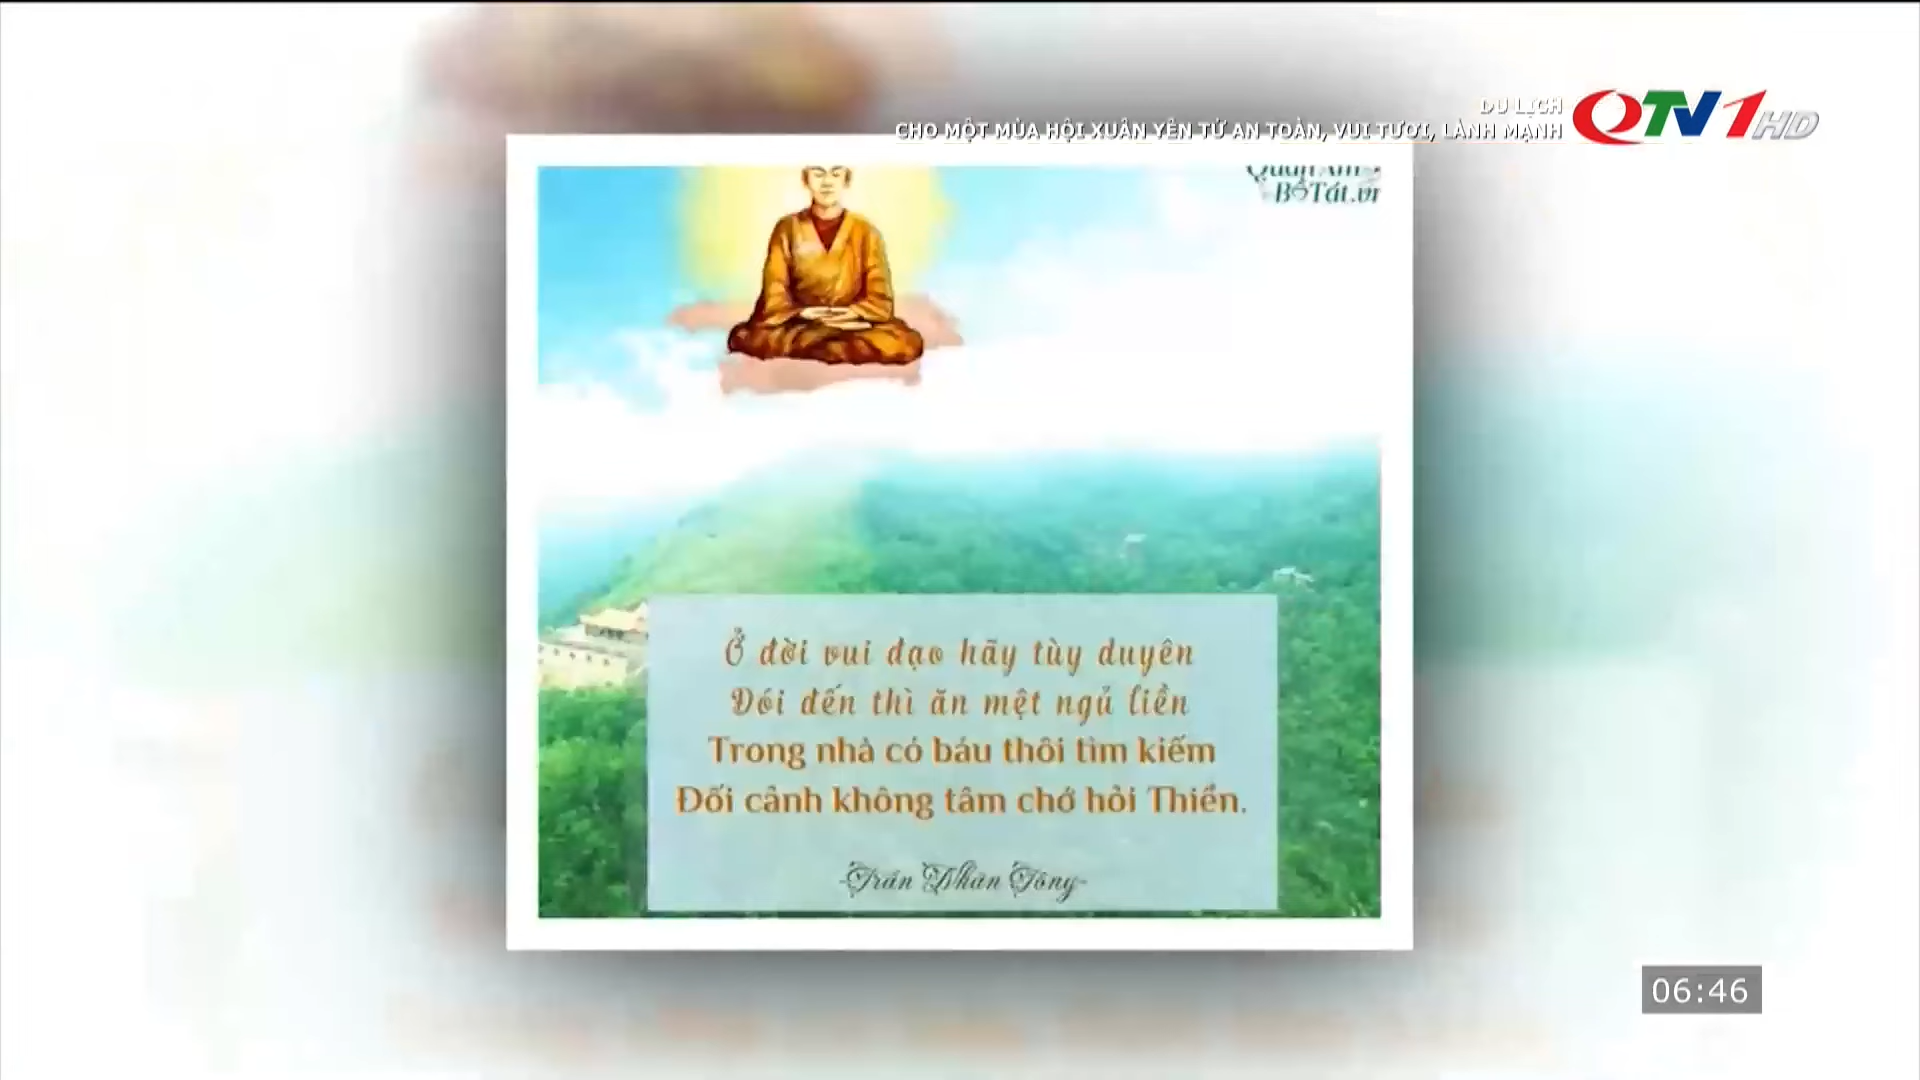 DU LỊCH
CHO MỘT MÙA HỘI XUÂN YÊN TỬ AN TOÀN, VUI TƯƠI, LÀNH MẠNH
QTV1HD
BồTát.vn
Ở đời vui đạo hãy tùy duyên
Đói đến thì ăn mệt ngủ liền
Trong nhà có báu thôi tìm kiếm
Đối cảnh không tâm chớ hỏi Thiền.
-Trần Nhân Tông-
06:46